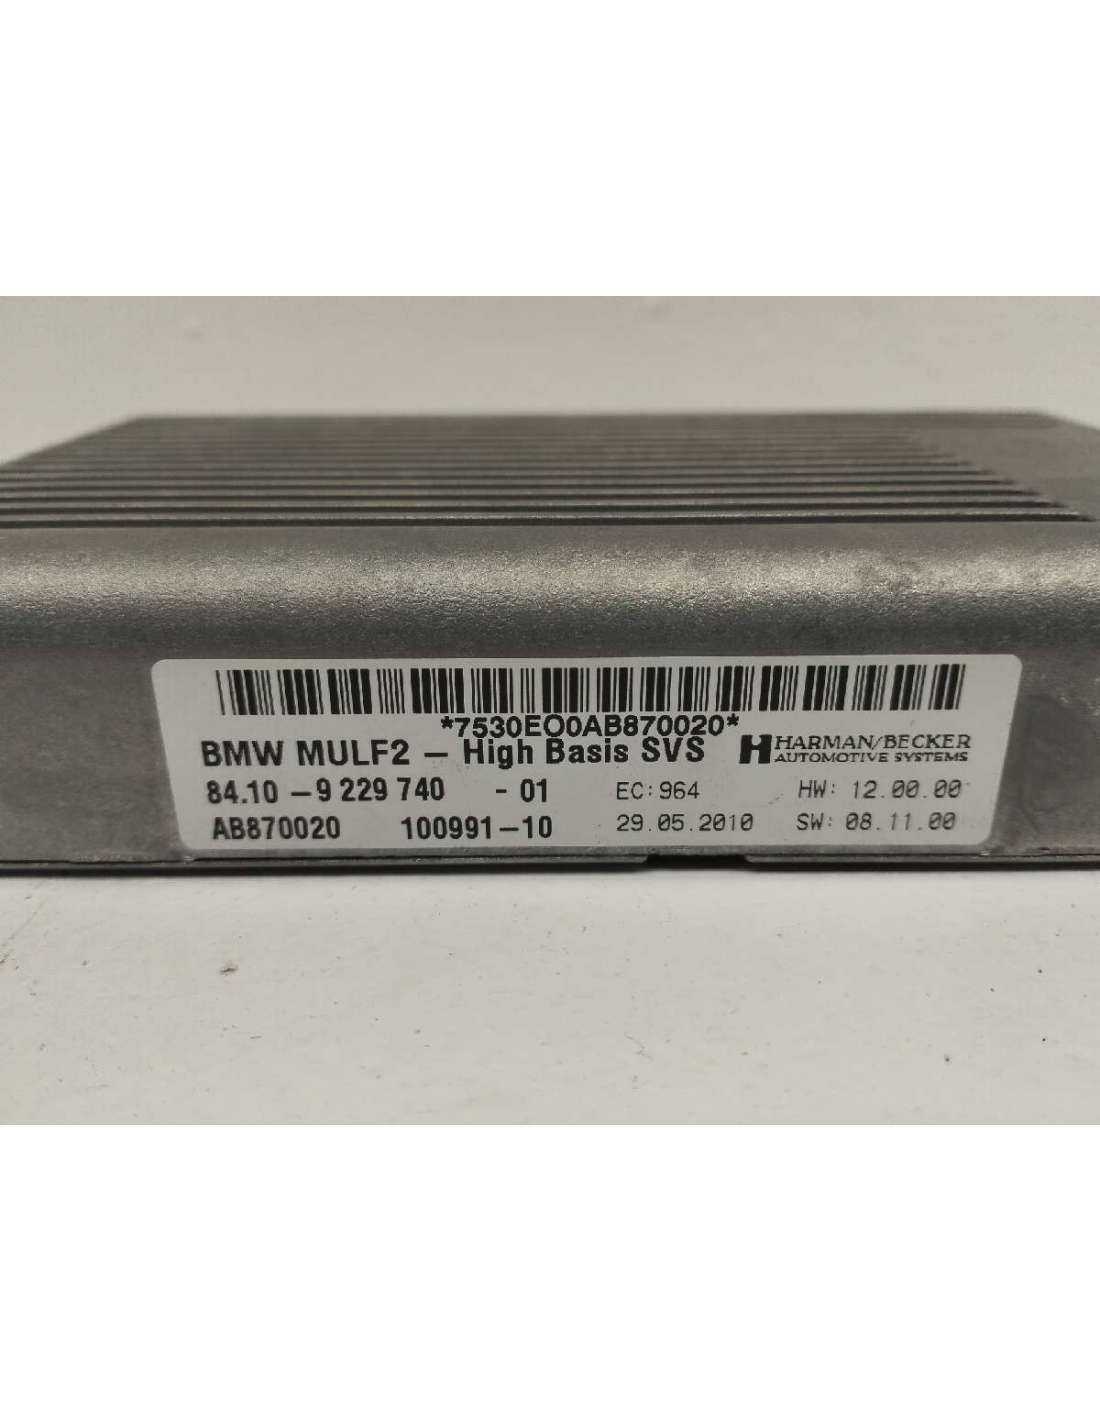 *7530EO0AB870020*
BMW MULF2 – High Basis SVS HARMAN/BECKER
AUTOMOTIVE SYSTEMS
84.10 – 9 229 740 - 01 EC:964 HW: 12.00.00
AB870020 100991–10 29.05.2010 SW: 08.11.00